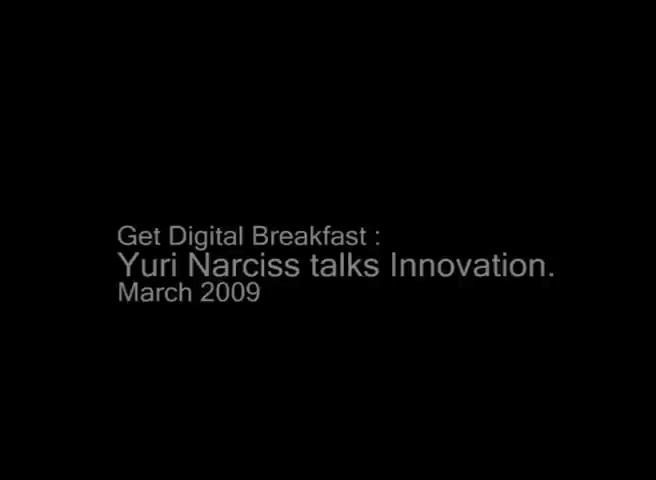 Get Digital Breakfast :
Yuri Narciss talks Innovation.
March 2009